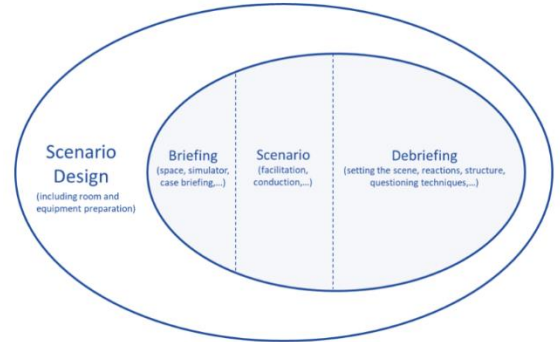 Scenario
Design
(including room and
equipment preparation)
Briefing
(space, simulator,
case briefing,...)
Scenario
(facilitation,
conduction,...)
Debriefing
(setting the scene, reactions, structure,
questioning techniques,...)